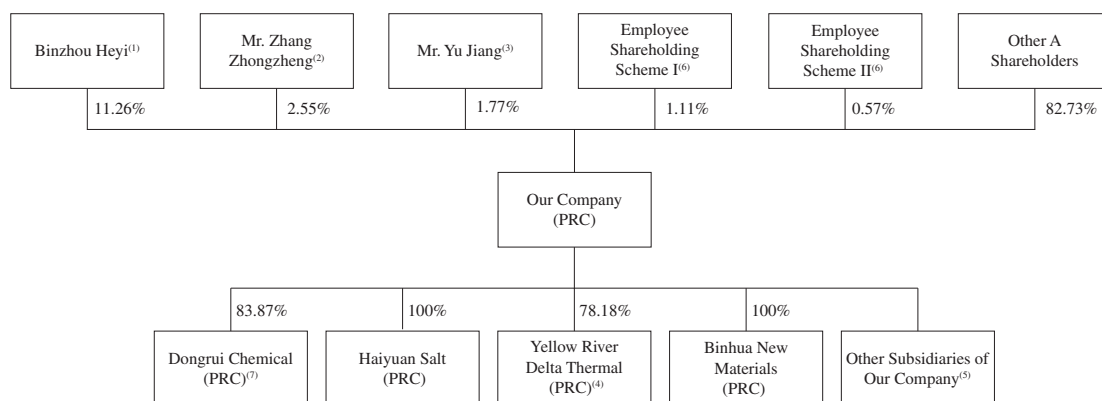 Binzhou Heyi(1)
Mr. Zhang
Zhongzheng(2)
Mr. Yu Jiang(3)
Employee
Shareholding
Scheme I(6)
Employee
Shareholding
Scheme II(6)
Other A
Shareholders
11.26%
2.55%
1.77%
1.11%
0.57%
82.73%
Our Company
(PRC)
83.87%
100%
78.18%
100%
Dongrui Chemical
(PRC)(7)
Haiyuan Salt
(PRC)
Yellow River
Delta Thermal
(PRC)(4)
Binhua New
Materials
(PRC)
Other Subsidiaries of
Our Company(5)